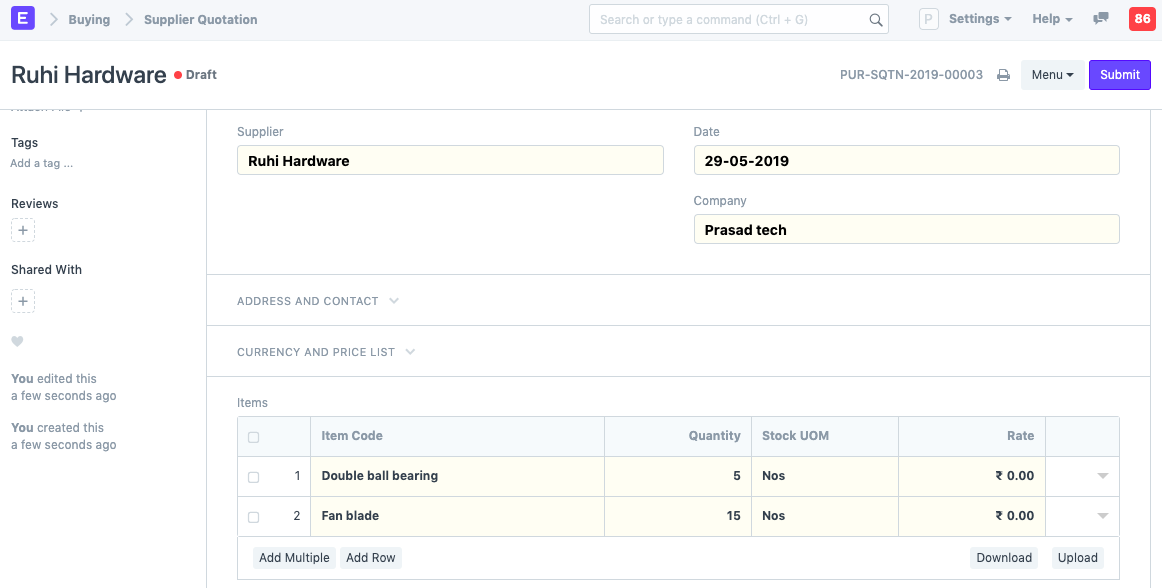 E Buying Supplier Quotation Search or type a command (Ctrl + G) P Settings Help 86
Ruhi Hardware Draft PUR-SQTN-2019-00003 Menu Submit
Tags
Add a tag ...
Reviews
+
Shared With
+
You edited this
a few seconds ago
You created this
a few seconds ago
Supplier
Ruhi Hardware
Date
29-05-2019
Company
Prasad tech
ADDRESS AND CONTACT
CURRENCY AND PRICE LIST
Items
Item Code Quantity Stock UOM Rate
1 Double ball bearing 5 Nos ₹ 0.00
2 Fan blade 15 Nos ₹ 0.00
Add Multiple Add Row Download Upload